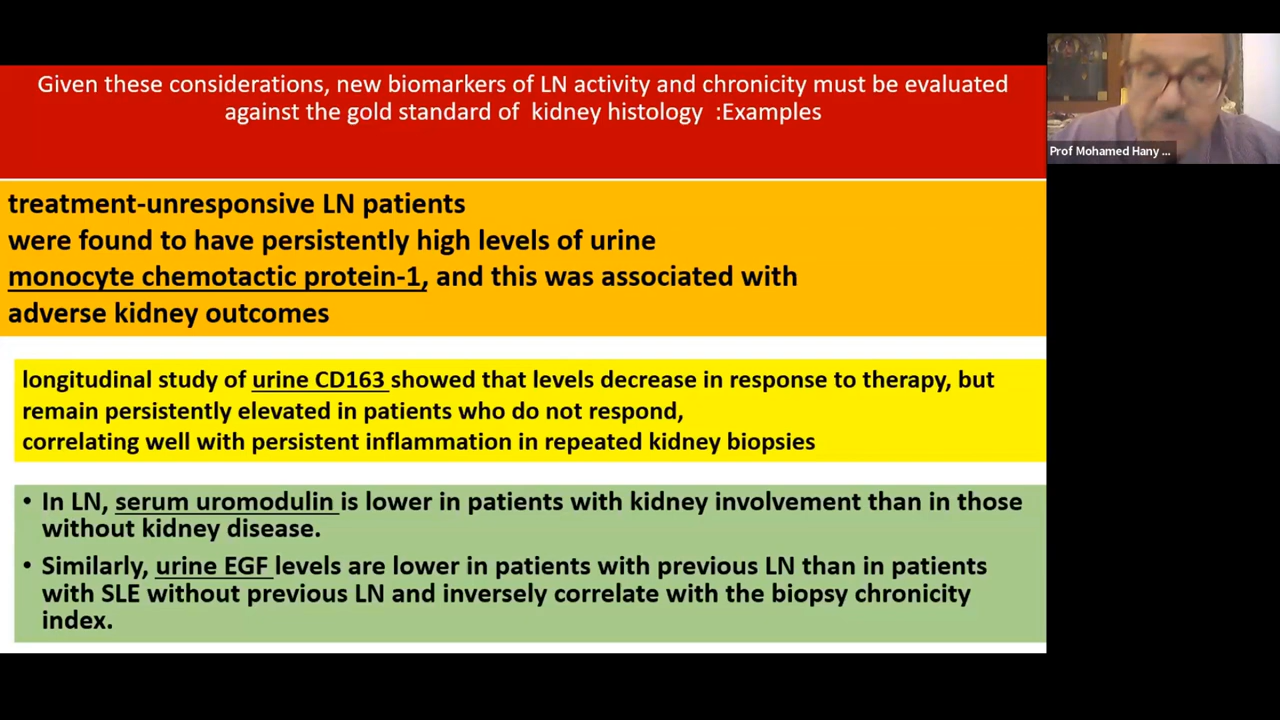 Given these considerations, new biomarkers of LN activity and chronicity must be evaluated
against the gold standard of kidney histology :Examples
Prof Mohamed Hany ...
treatment-unresponsive LN patients
were found to have persistently high levels of urine
monocyte chemotactic protein-1, and this was associated with
adverse kidney outcomes
longitudinal study of urine CD163 showed that levels decrease in response to therapy, but
remain persistently elevated in patients who do not respond,
correlating well with persistent inflammation in repeated kidney biopsies
• In LN, serum uromodulin is lower in patients with kidney involvement than in those
without kidney disease.
• Similarly, urine EGF levels are lower in patients with previous LN than in patients
with SLE without previous LN and inversely correlate with the biopsy chronicity
index.